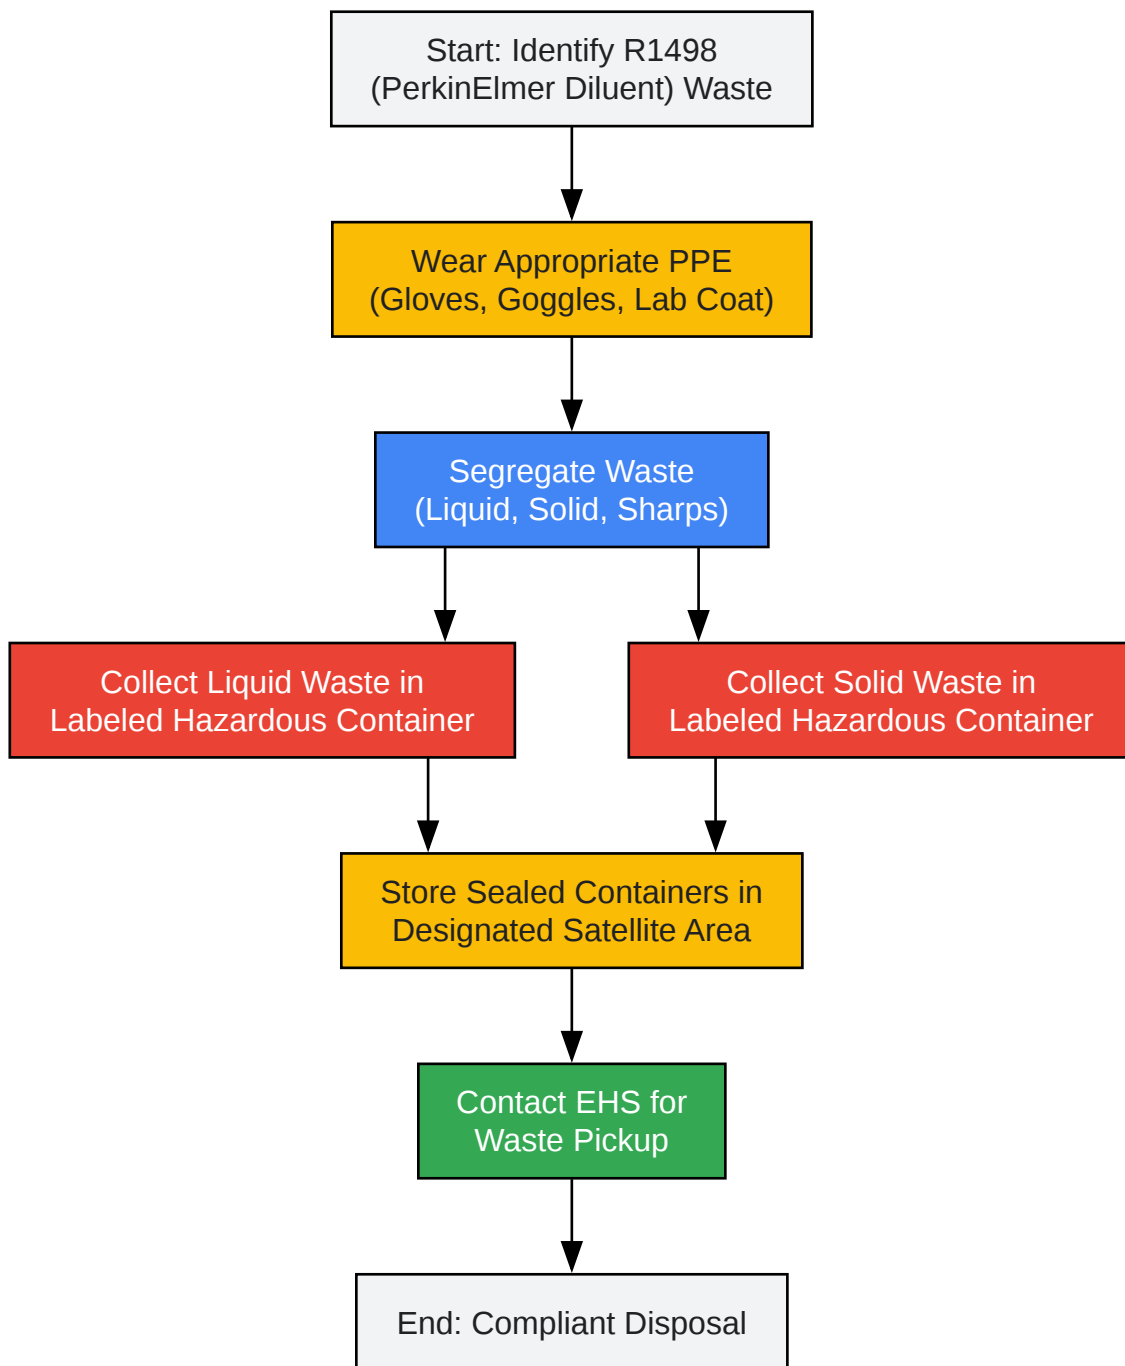 Start: Identify R1498
(PerkinElmer Diluent) Waste
Wear Appropriate PPE
(Gloves, Goggles, Lab Coat)
Segregate Waste
(Liquid, Solid, Sharps)
Collect Liquid Waste in
Labeled Hazardous Container
Collect Solid Waste in
Labeled Hazardous Container
Store Sealed Containers in
Designated Satellite Area
Contact EHS for
Waste Pickup
End: Compliant Disposal